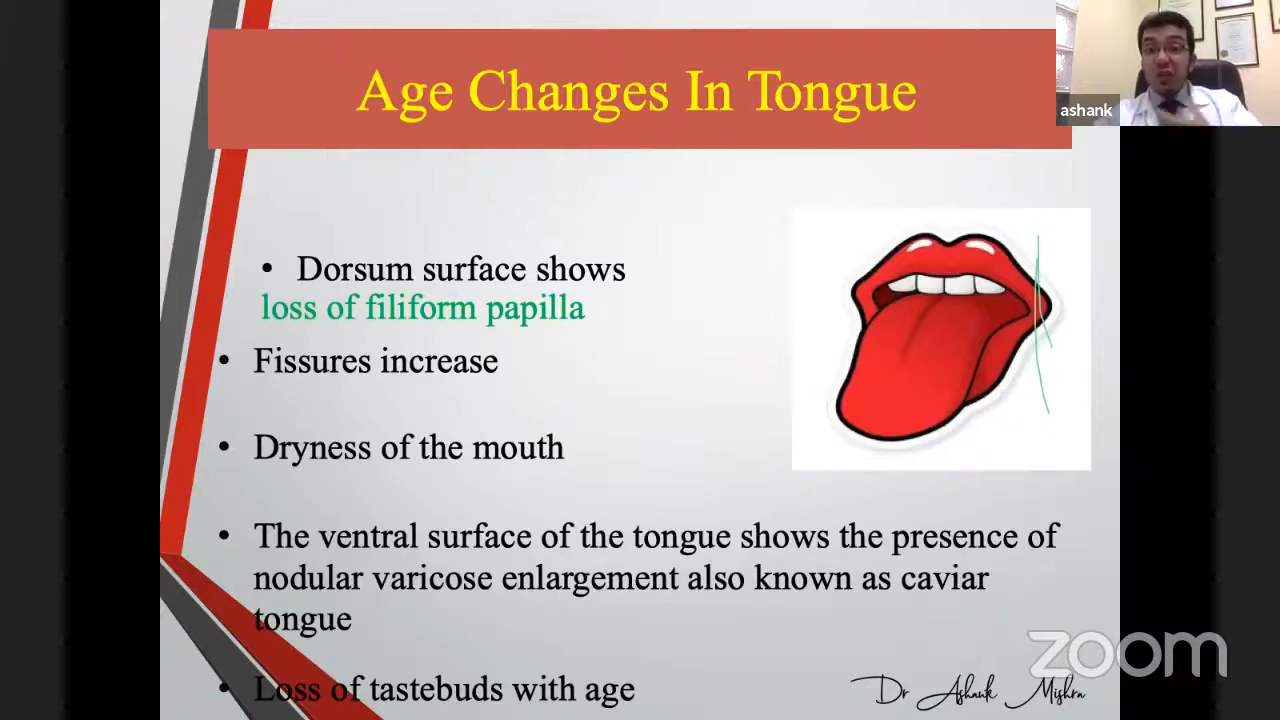 Age Changes In Tongue
ashank
• Dorsum surface shows
loss of filiform papilla
• Fissures increase
• Dryness of the mouth
• The ventral surface of the tongue shows the presence of
nodular varicose enlargement also known as caviar
tongue
• Loss of tastebuds with age
zoom
Dr Ashank Mishra